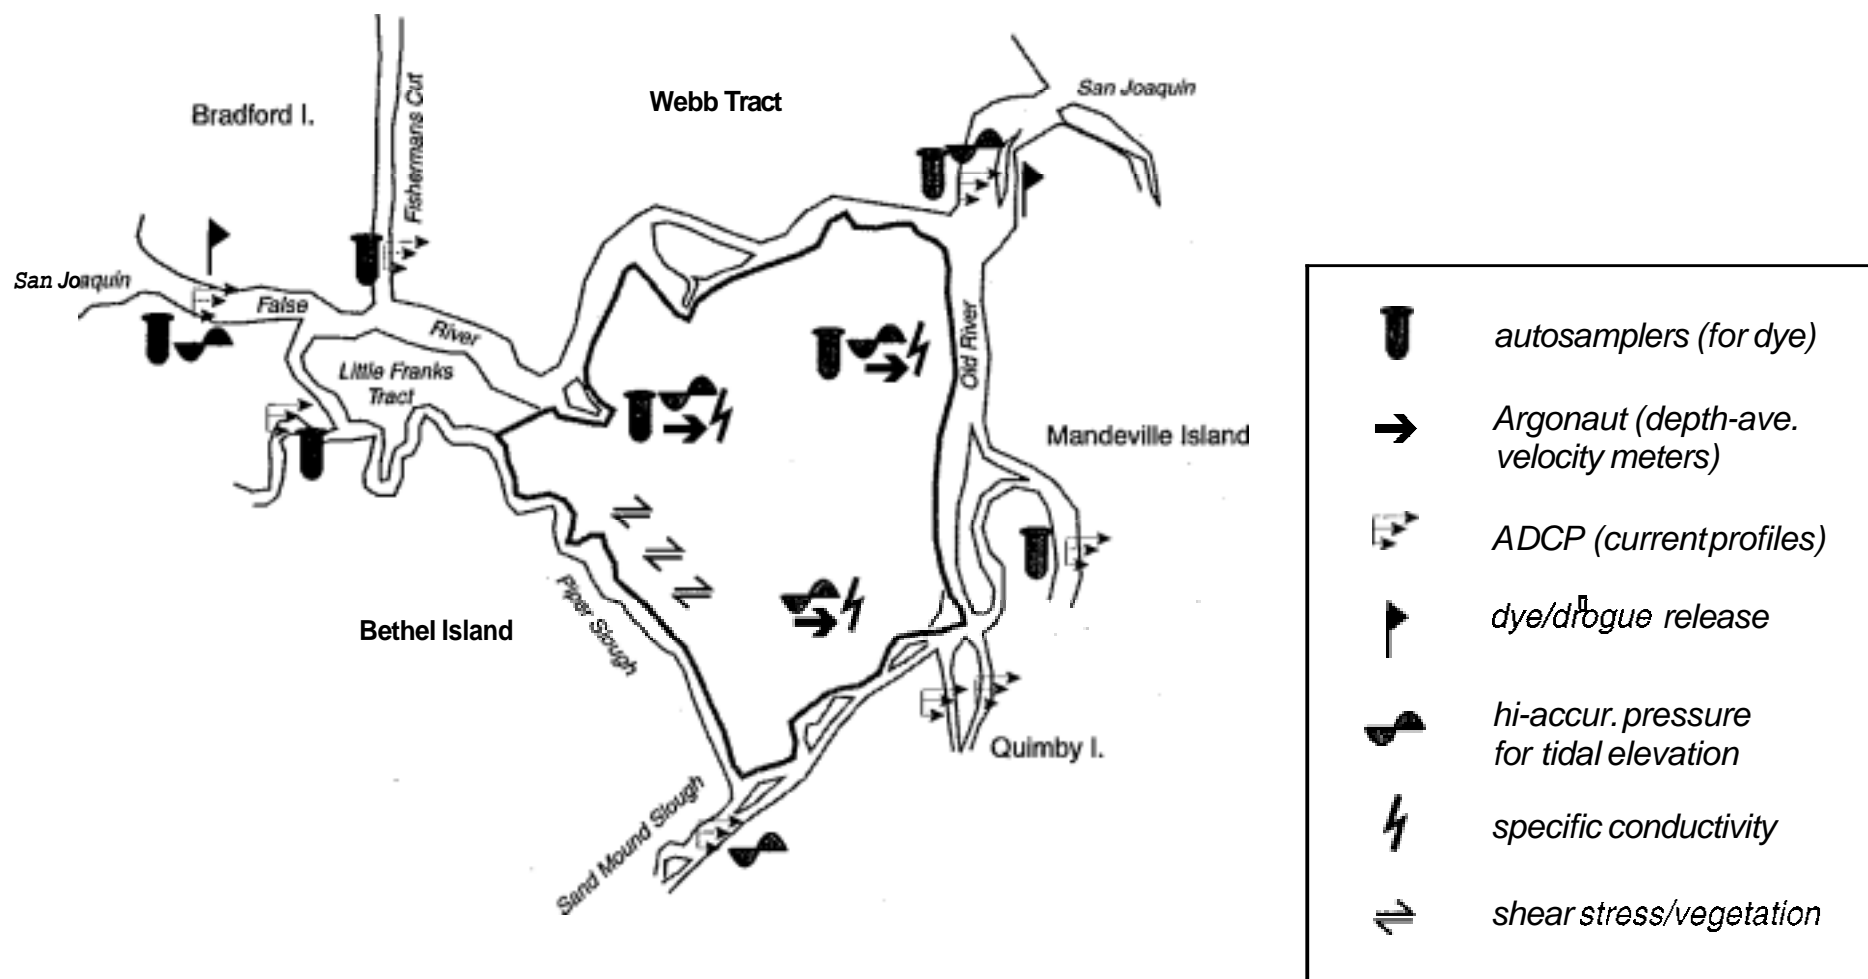 Webb Tract
San Joaquin
Bradford I.
Fishermans Cut
San Joaquin
False
River
Little Franks
Tract
Old River
Mandeville Island
Piper Slough
Bethel Island
Quimby I.
Sand Mound Slough
autosamplers (for dye)
Argonaut (depth-ave.
velocity meters)
ADCP (current profiles)
dye/drogue release
hi-accur. pressure
for tidal elevation
specific conductivity
shear stress/vegetation